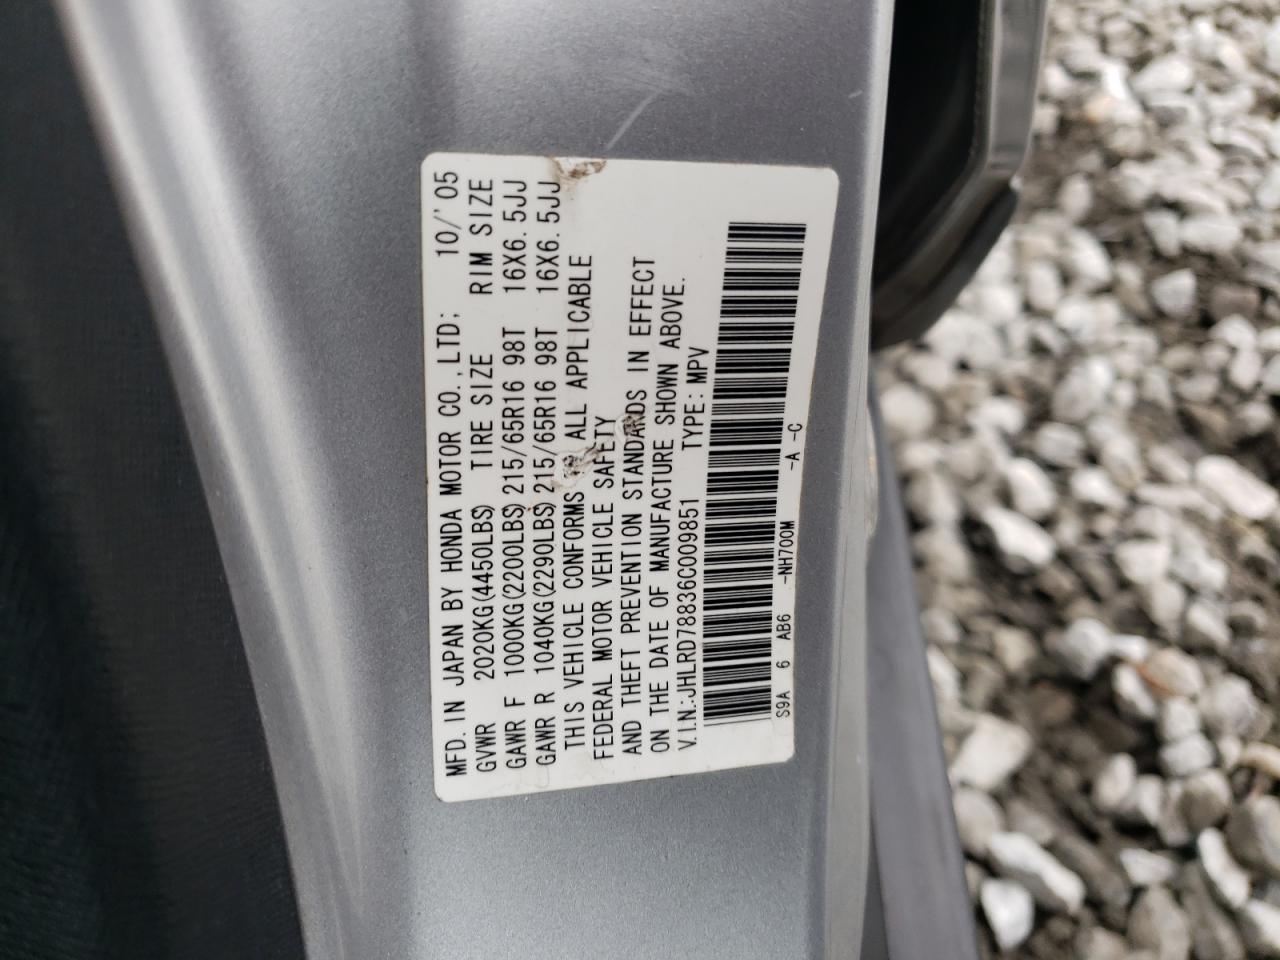 MFD. IN JAPAN BY HONDA MOTOR CO., LTD: 10/'05
GVWR 2020KG(4450LBS) TIRE SIZE RIM SIZE
GAWR F 1000KG(2200LBS)215/65R16 98T 16X6. 5JJ
GAWR R 1040KG(2290LBS)215/65R16 98T 16X6. 5JJ
THIS VEHICLE CONFORMS ALL APPLICABLE
FEDERAL MOTOR VEHICLE SAFETY
AND THEFT PREVENTION STANDARDS IN EFFECT
ON THE DATE OF MANUFACTURE SHOWN ABOVE.
V.I.N.:JHLRD78836C009851 TYPE: MPV
S9A 6 AB6 -NH700M -A -C